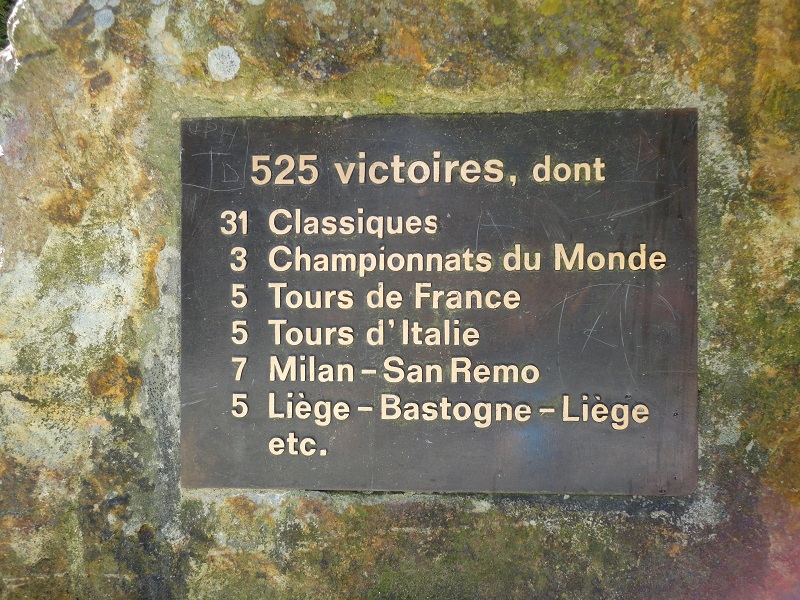 525 victoires, dont
31 Classiques
3 Championnats du Monde
5 Tours de France
5 Tours d'Italie
7 Milan – San Remo
5 Liège – Bastogne – Liège
etc.